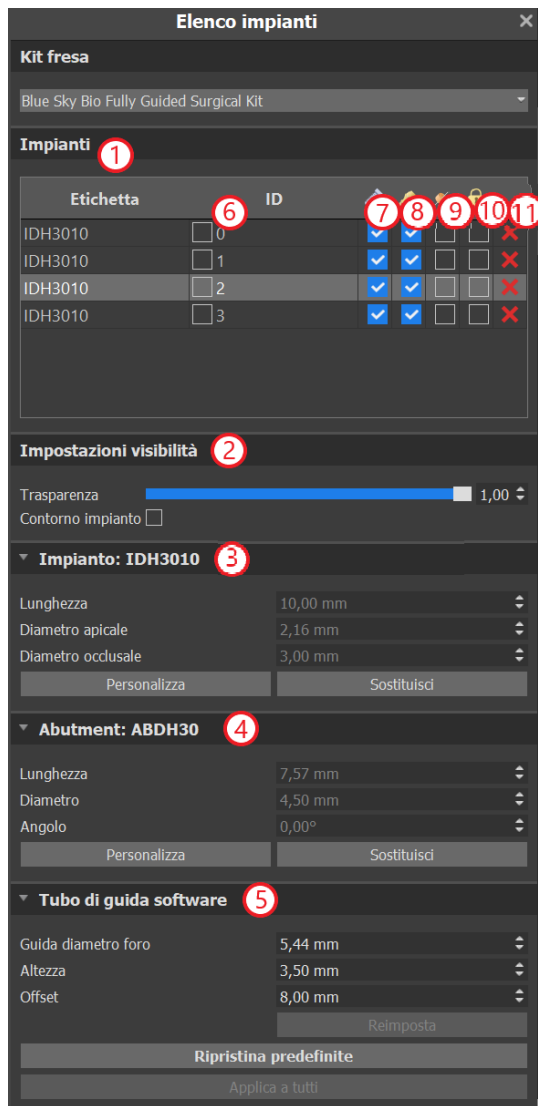 Elenco impianti ×
Kit fresa
Blue Sky Bio Fully Guided Surgical Kit
Impianti 1
Etichetta 6 ID 7 8 9 10 11
IDH3010 0
IDH3010 1
IDH3010 2
IDH3010 3
Impostazioni visibilità 2
Trasparenza 1,00
Contorno impianto
Impianto: IDH3010 3
Lunghezza 10,00 mm
Diametro apicale 2,16 mm
Diametro occlusale 3,00 mm
Personalizza Sostituisci
Abutment: ABDH30 4
Lunghezza 7,57 mm
Diametro 4,50 mm
Angolo 0,00°
Personalizza Sostituisci
Tubo di guida software 5
Guida diametro foro 5,44 mm
Altezza 3,50 mm
Offset 8,00 mm
Reimposta
Ripristina predefinite
Applica a tutti